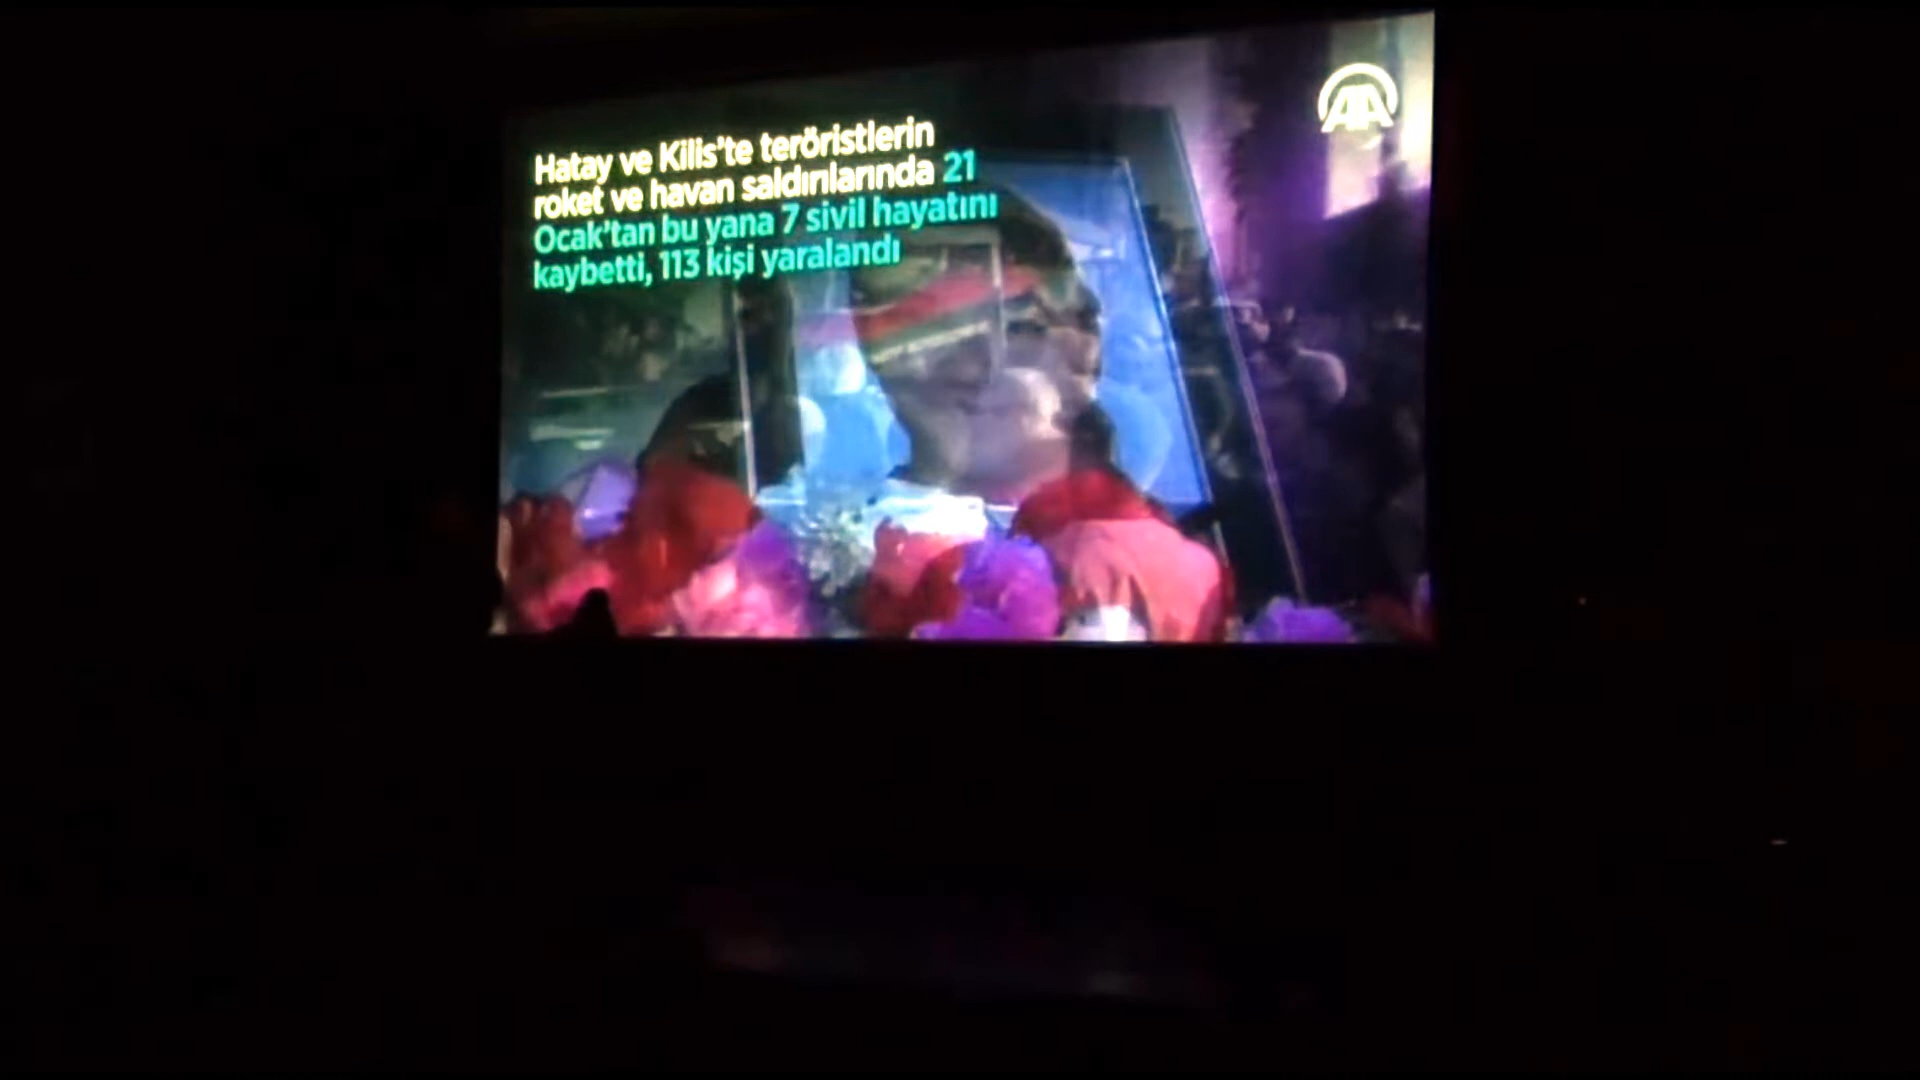 Hatay ve Kilis'te teröristlerin
roket ve havan saldırılarında 21
Ocak'tan bu yana 7 sivil hayatını
kaybetti, 113 kişi yaralandı
AA